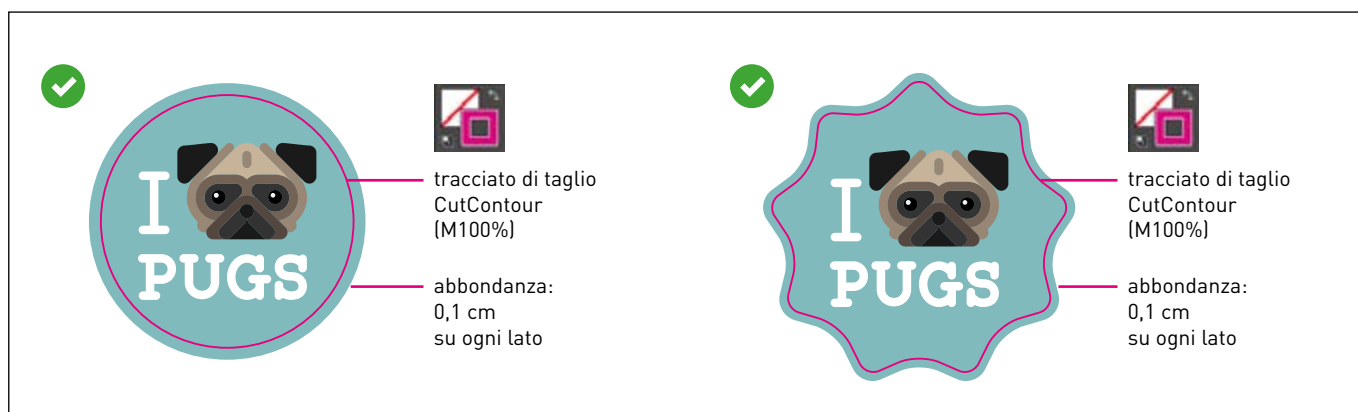 I
PUGS
tracciato di taglio
CutContour
(M100%)
abbondanza:
0,1 cm
su ogni lato
I
PUGS
tracciato di taglio
CutContour
(M100%)
abbondanza:
0,1 cm
su ogni lato